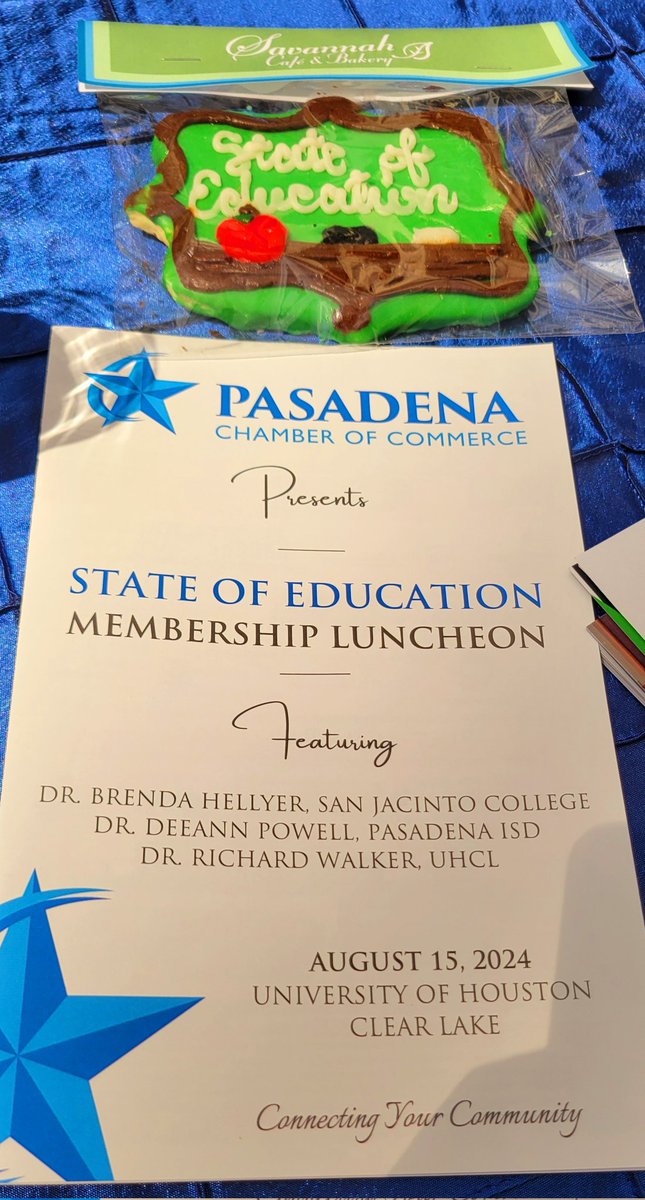 Savannah
Café & Bakery
State of
Education
PASADENA
CHAMBER OF COMMERCE
Presents
STATE OF EDUCATION
MEMBERSHIP LUNCHEON
Featuring
DR. BRENDA HELLYER, SAN JACINTO COLLEGE
DR. DEEANN POWELL, PASADENA ISD
DR. RICHARD WALKER, UHCL
AUGUST 15, 2024
UNIVERSITY OF HOUSTON
CLEAR LAKE
Connecting Your Community